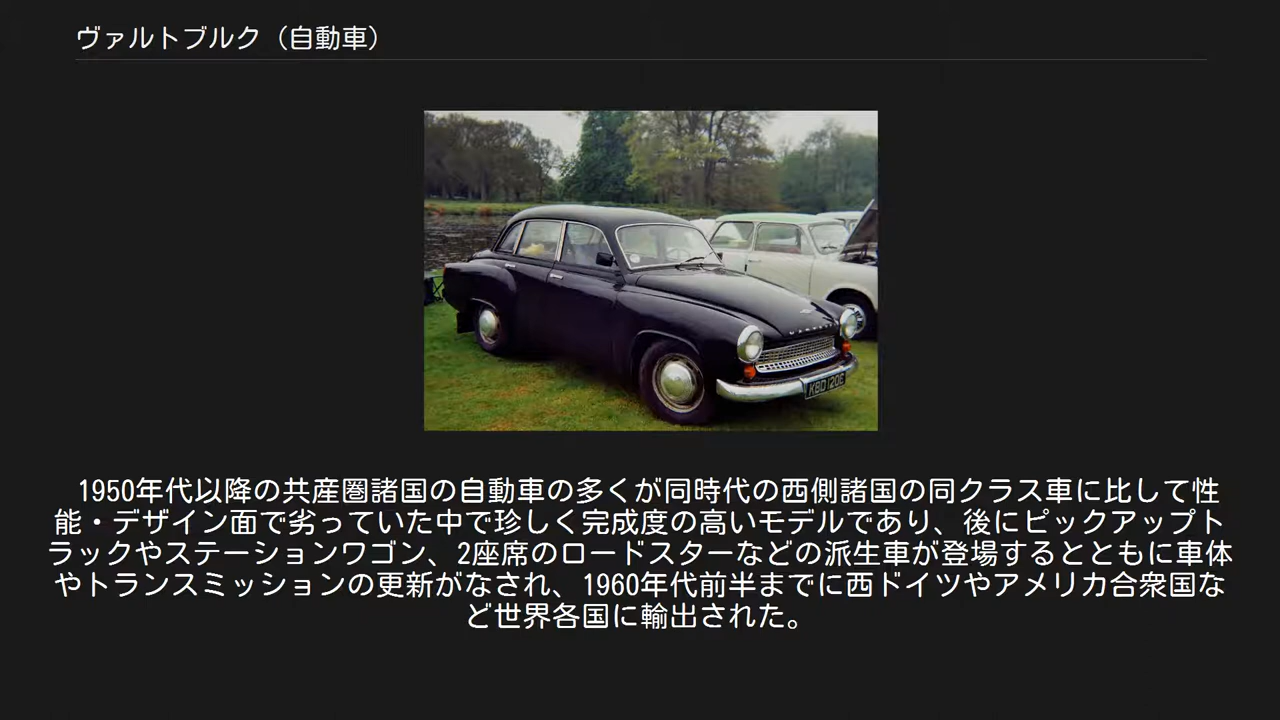 ヴァルトブルク（自動車）
KBD 120E
1950年代以降の共産圏諸国の自動車の多くが同時代の西側諸国の同クラス車に比して性
能・デザイン面で劣っていた中で珍しく完成度の高いモデルであり、後にピックアップト
ラックやステーションワゴン、2座席のロードスターなどの派生車が登場するとともに車体
やトランスミッションの更新がなされ、1960年代前半までに西ドイツやアメリカ合衆国な
ど世界各国に輸出された。